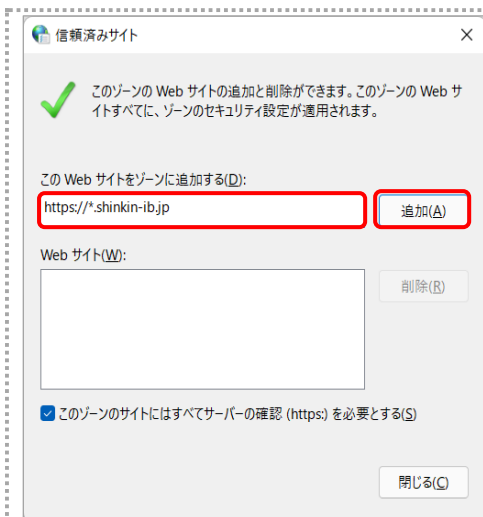 信頼済みサイト
このゾーンの Web サイトの追加と削除ができます。このゾーンの Web サ
イトすべてに、ゾーンのセキュリティ設定が適用されます。
この Web サイトをゾーンに追加する(D):
https://*.shinkin-ib.jp
追加(A)
Web サイト(W):
削除(R)
このゾーンのサイトにはすべてサーバーの確認 (https:) を必要とする(S)
閉じる(C)